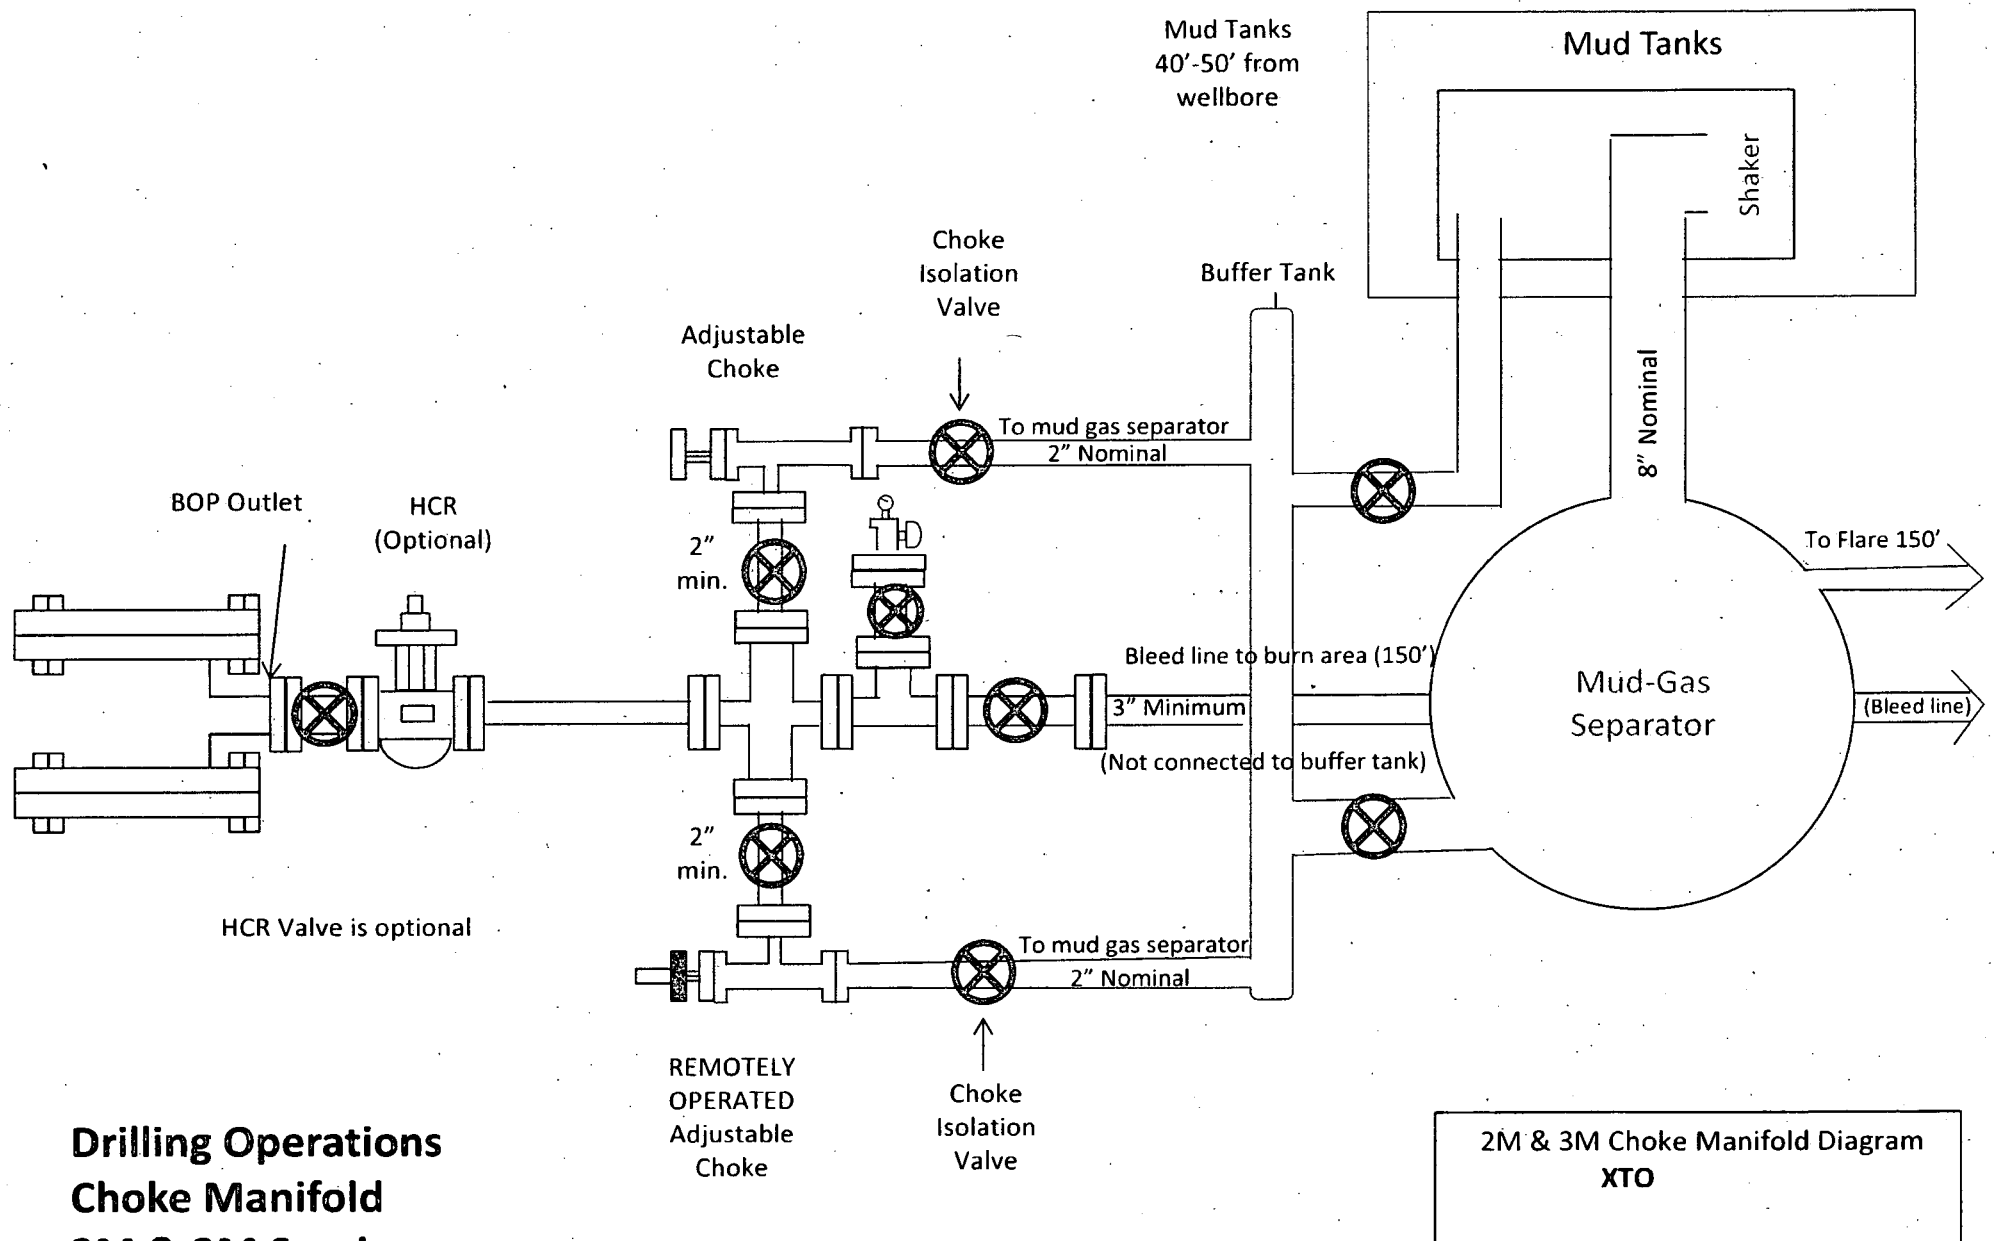 Mud Tanks
40'-50' from
wellbore
Mud Tanks
Shaker
Choke
Isolation
Valve
Buffer Tank
Adjustable
Choke
8" Nominal
To mud gas separator
2" Nominal
BOP Outlet
HCR
(Optional)
2"
min.
To Flare 150'
Bleed line to burn area (150')
3" Minimum
Mud-Gas
Separator
(Bleed line)
(Not connected to buffer tank)
2"
min.
HCR Valve is optional
To mud gas separator
2" Nominal
REMOTELY
OPERATED
Adjustable
Choke
Choke
Isolation
Valve
Drilling Operations
Choke Manifold
2M & 3M Choke Manifold Diagram
XTO